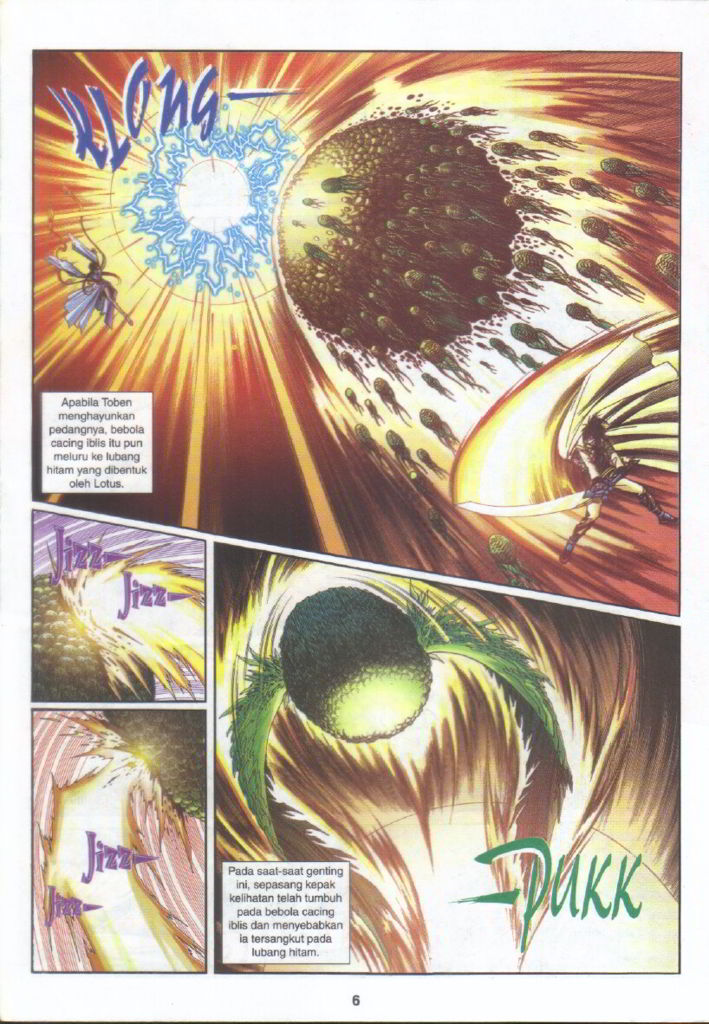 KLONG—
Apabila Toben
menghayunkan
pedangnya, bebola
cacing iblis itu pun
meluru ke lubang
hitam yang dibentuk
oleh Lotus.
Jizz
Jizz
Jizz
Jizz
PUKK
Pada saat-saat genting
ini, sepasang kepak
kelihatan telah tumbuh
pada bebola cacing
iblis dan menyebabkan
ia tersangkut pada
lubang hitam.
6